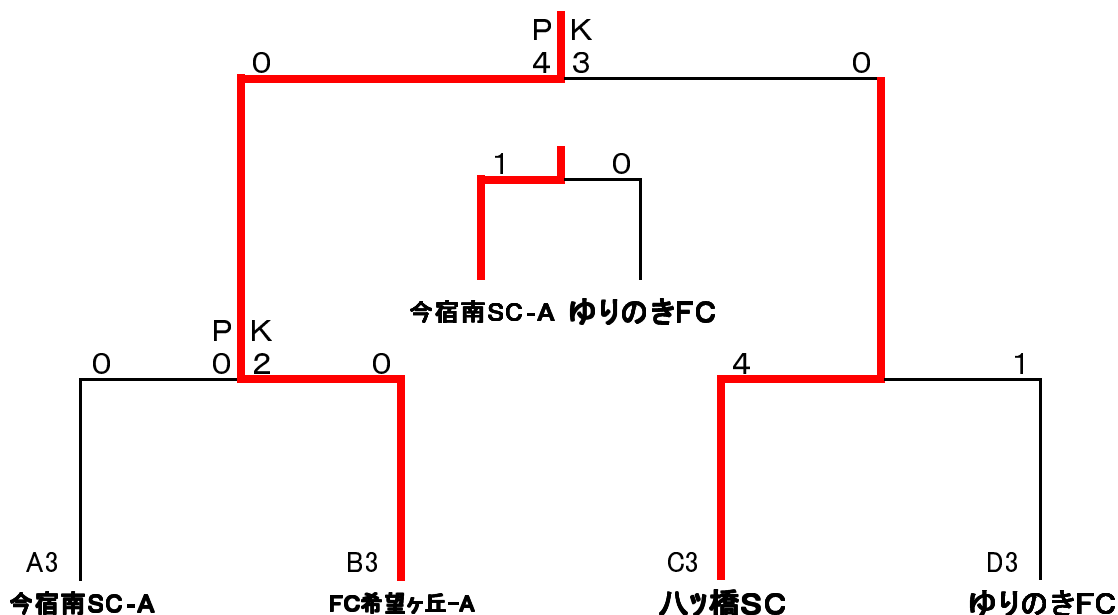 P K
0 4 3 0
1 0
今宿南SC-A ゆりのきFC
P K
0 0 2 0 4 1
A3 B3 C3 D3
今宿南SC-A FC希望ヶ丘-A 八ツ橋SC ゆりのきFC